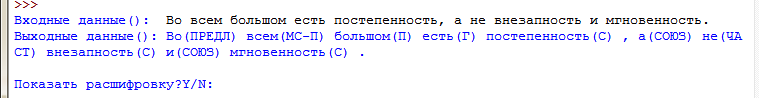 >>>
Входные данные():  Во всем большом есть постепенность, а не внезапность и мгновенность.
Выходные данные(): Во(ПРЕДЛ) всем(МС-П) большом(П) есть(Г) постепенность(С) , а(СОЮЗ) не(ЧА
СТ) внезапность(С) и(СОЮЗ) мгновенность(С) .
Показать расшифровку?Y/N: